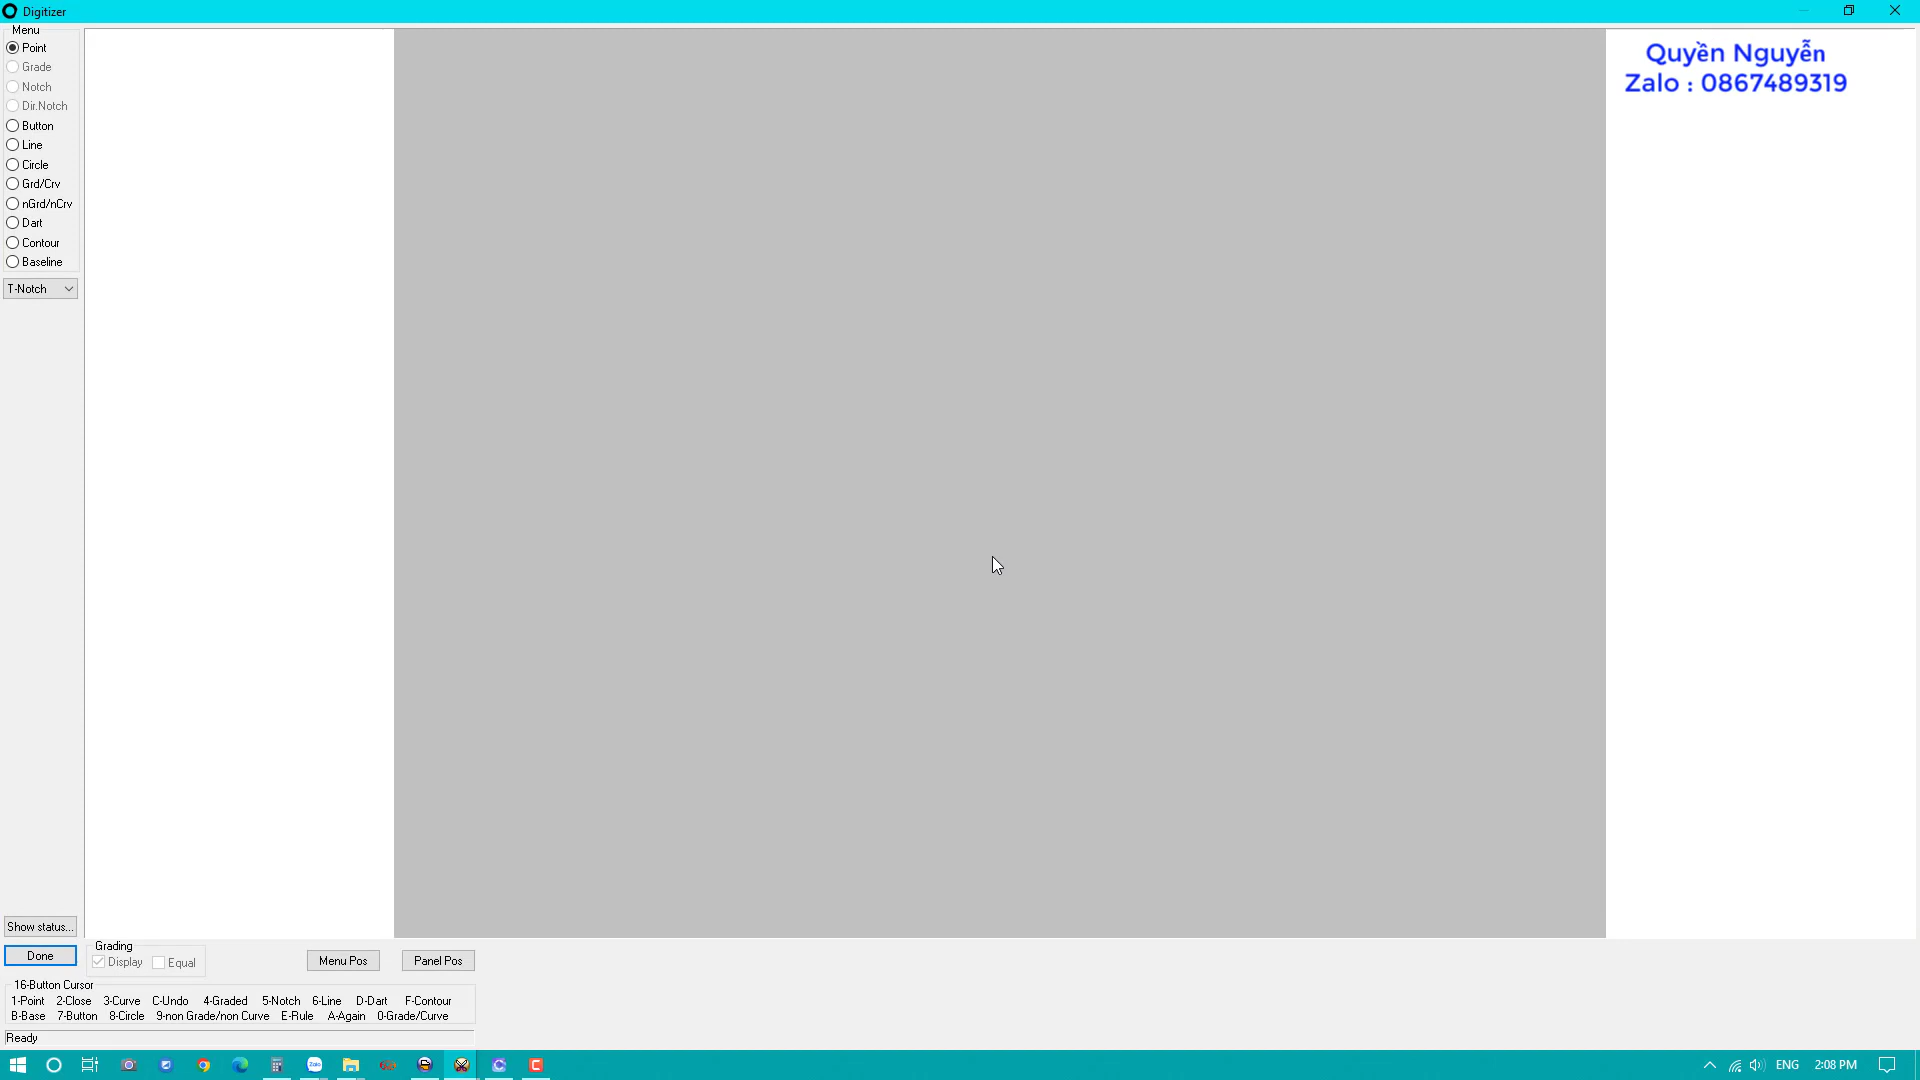 Digitizer
Menu
Point
Grade
Notch
Dir.Notch
Button
Line
Circle
Grd/Crv
nGrd/nCrv
Dart
Contour
Baseline
T-Notch
Quyền Nguyễn
Zalo : 0867489319
Show status...
Done
Grading
Display Equal
Menu Pos Panel Pos
16-Button Cursor
1-Point 2-Close 3-Curve C-Undo 4-Graded 5-Notch 6-Line D-Dart F-Contour
B-Base 7-Button 8-Circle 9-non Grade/non Curve E-Rule A-Again 0-Grade/Curve
Ready
Zalo
ENG 2:08 PM